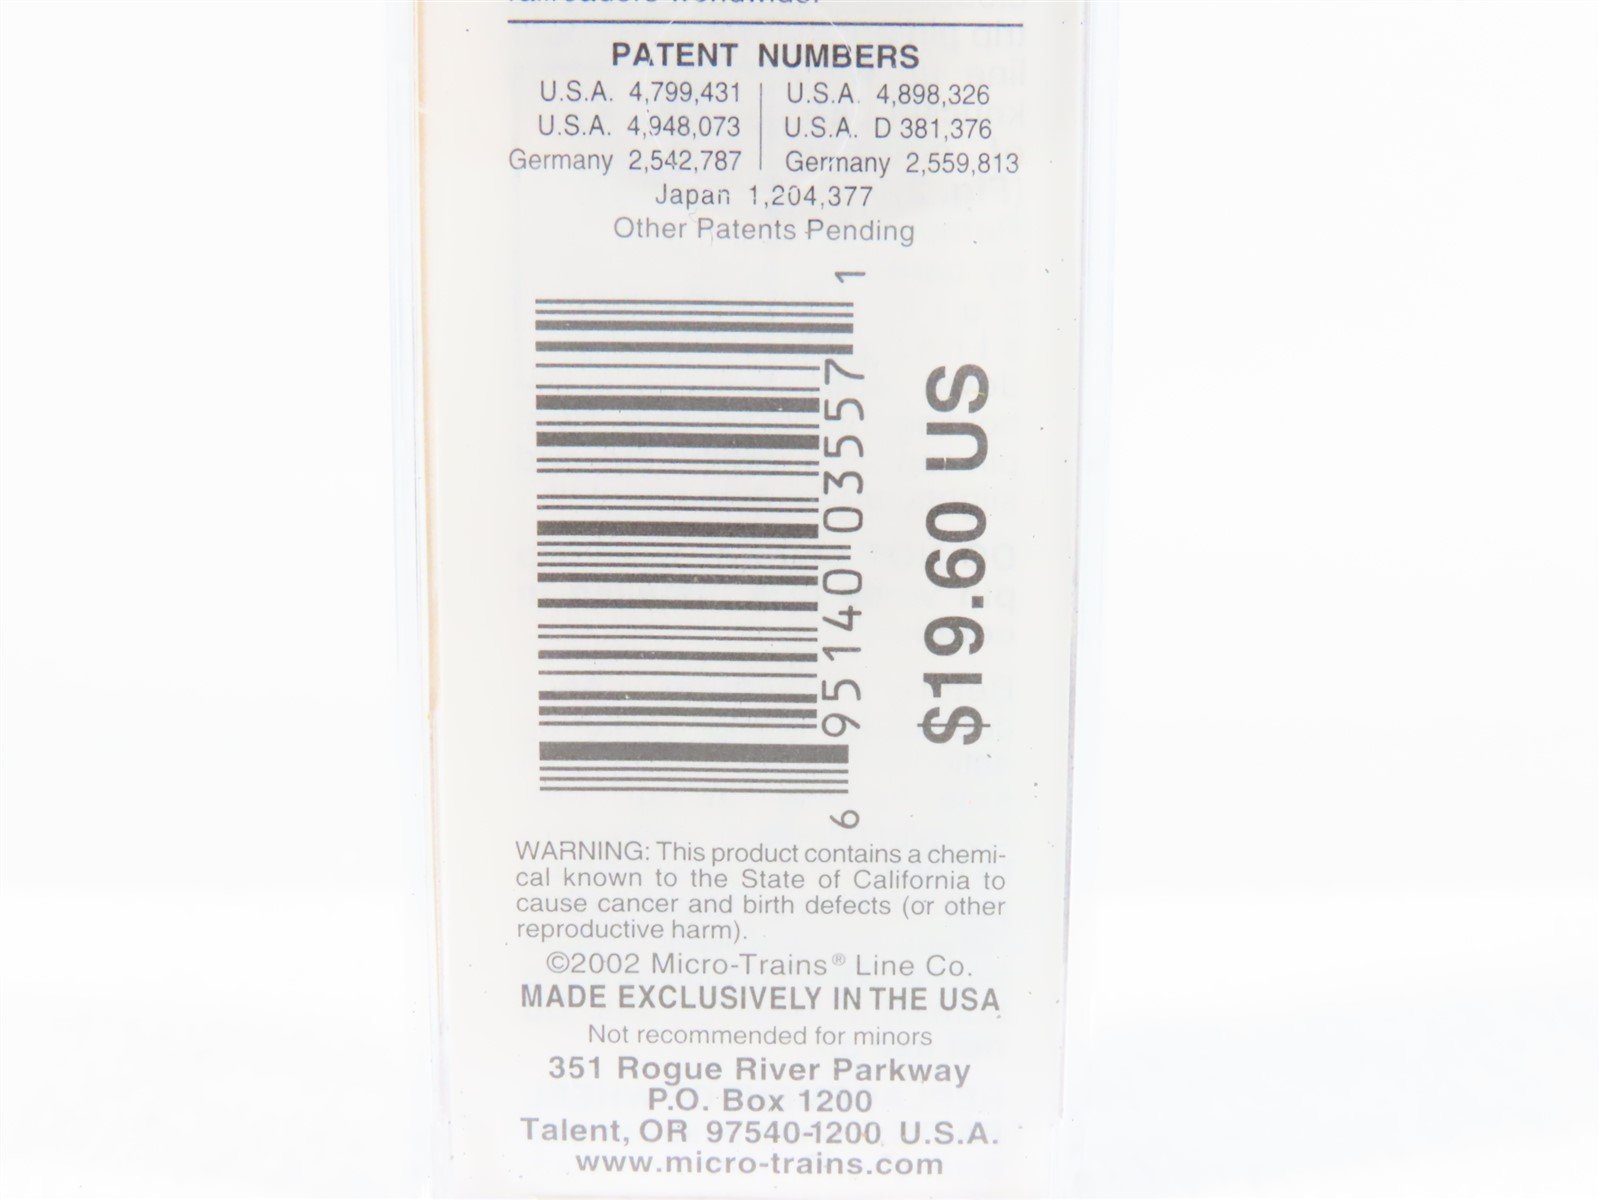 PATENT NUMBERS
U.S.A. 4,799,431 | U.S.A. 4,898,326
U.S.A. 4,948,073 | U.S.A. D 381,376
Germany 2,542,787 | Germany 2,559,813
Japan 1,204,377
Other Patents Pending
6 95140 03557 1
$19.60 US
WARNING: This product contains a chemi-
cal known to the State of California to
cause cancer and birth defects (or other
reproductive harm).
©2002 Micro-Trains® Line Co.
MADE EXCLUSIVELY IN THE USA
Not recommended for minors
351 Rogue River Parkway
P.O. Box 1200
Talent, OR 97540-1200 U.S.A.
www.micro-trains.com